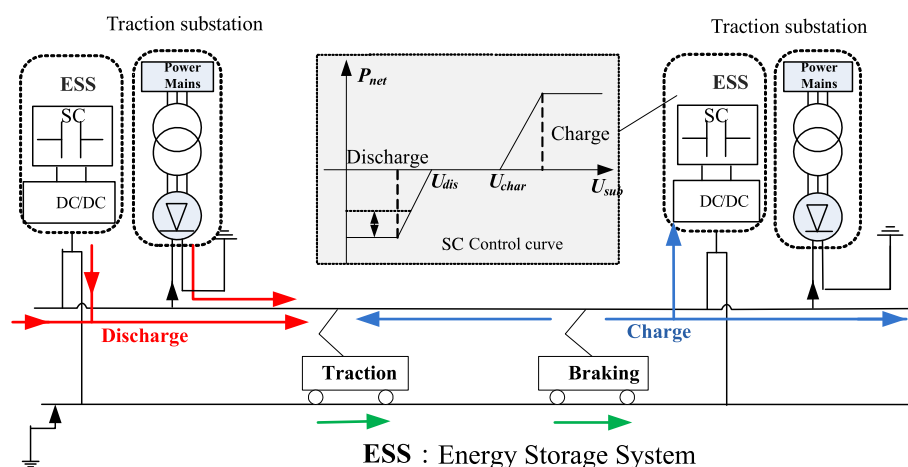 Traction substation
Traction substation
ESS
SC
DC/DC
Power
Mains
P_net
Charge
Discharge
U_dis
U_char
U_sub
SC Control curve
ESS
SC
DC/DC
Power
Mains
Discharge
Charge
Traction
Braking
ESS : Energy Storage System